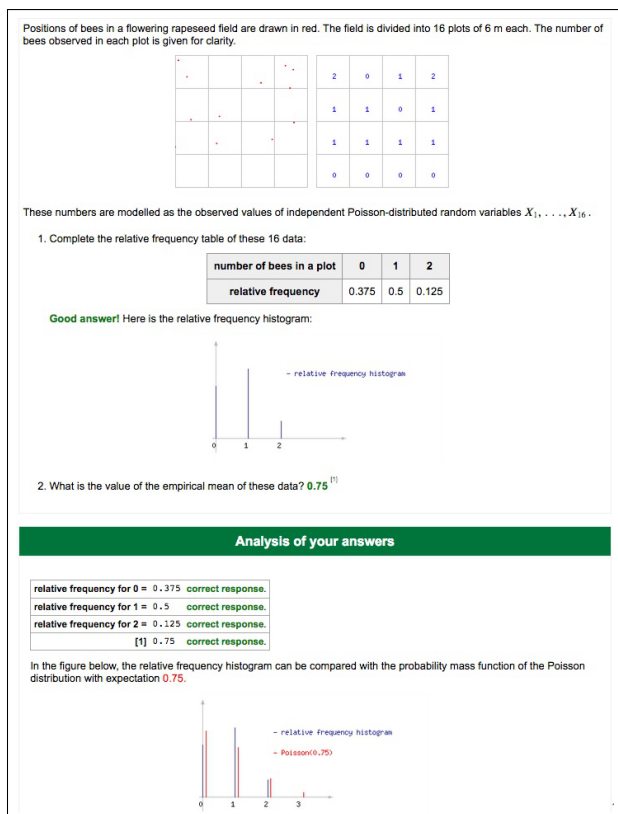 Positions of bees in a flowering rapeseed field are drawn in red. The field is divided into 16 plots of 6 m each. The number of
bees observed in each plot is given for clarity.
2 0 1 2
1 1 0 1
1 1 1 1
0 0 0 0
These numbers are modelled as the observed values of independent Poisson-distributed random variables X₁, . . . , X₁₆ .
1. Complete the relative frequency table of these 16 data:
number of bees in a plot 0 1 2
relative frequency 0.375 0.5 0.125
Good answer! Here is the relative frequency histogram:
- relative frequency histogram
0 1 2
2. What is the value of the empirical mean of these data? 0.75 [1]
Analysis of your answers
relative frequency for 0 = 0.375 correct response.
relative frequency for 1 = 0.5 correct response.
relative frequency for 2 = 0.125 correct response.
[1] 0.75 correct response.
In the figure below, the relative frequency histogram can be compared with the probability mass function of the Poisson
distribution with expectation 0.75.
- relative frequency histogram
- Poisson(0.75)
0 1 2 3